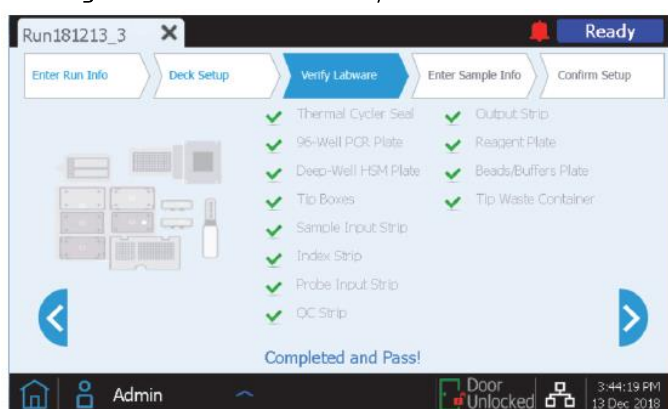 Run181213_3
Ready
Enter Run Info
Deck Setup
Verify Labware
Enter Sample Info
Confirm Setup
Thermal Cycler Seal
Output Strip
96-Well PCR Plate
Reagent Plate
Deep-Well HSM Plate
Beads/Buffers Plate
Tip Boxes
Tip Waste Container
Sample Input Strip
Index Strip
Probe Input Strip
QC Strip
Completed and Pass!
Admin
Door
Unlocked
3:44:19 PM
13 Dec 2018